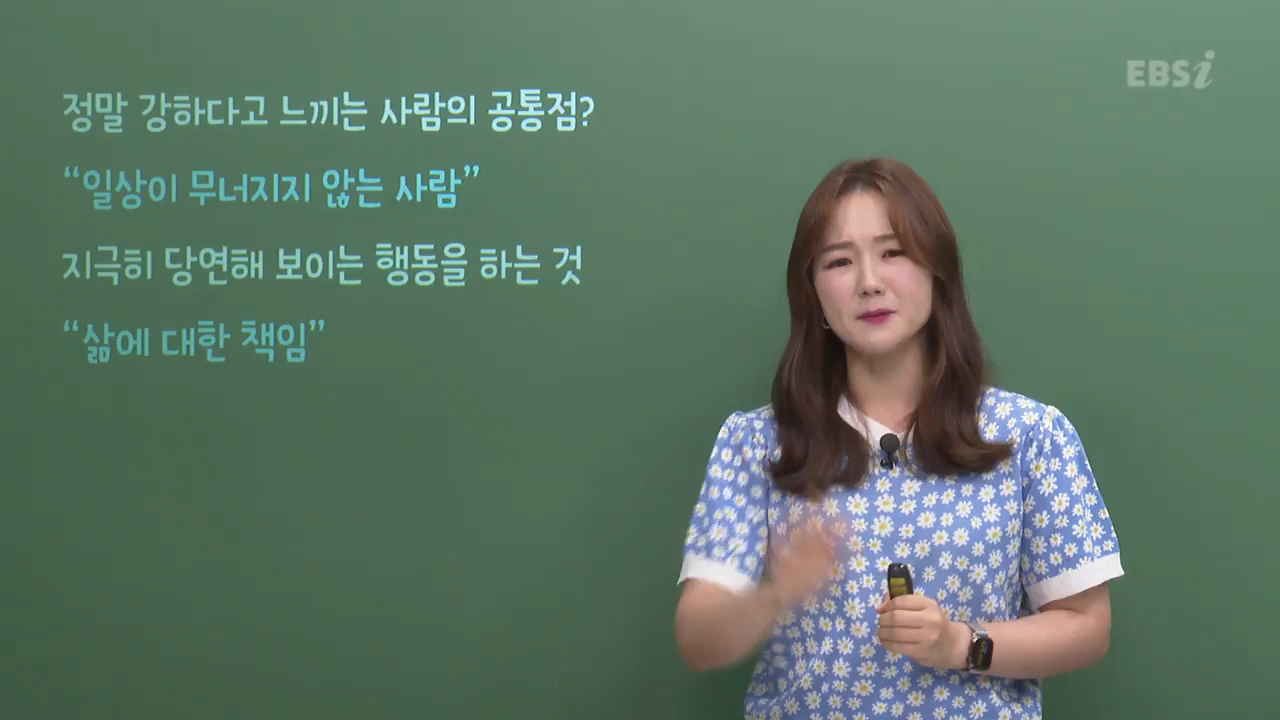 EBSi
정말 강하다고 느끼는 사람의 공통점?
“일상이 무너지지 않는 사람”
지극히 당연해 보이는 행동을 하는 것
“삶에 대한 책임”